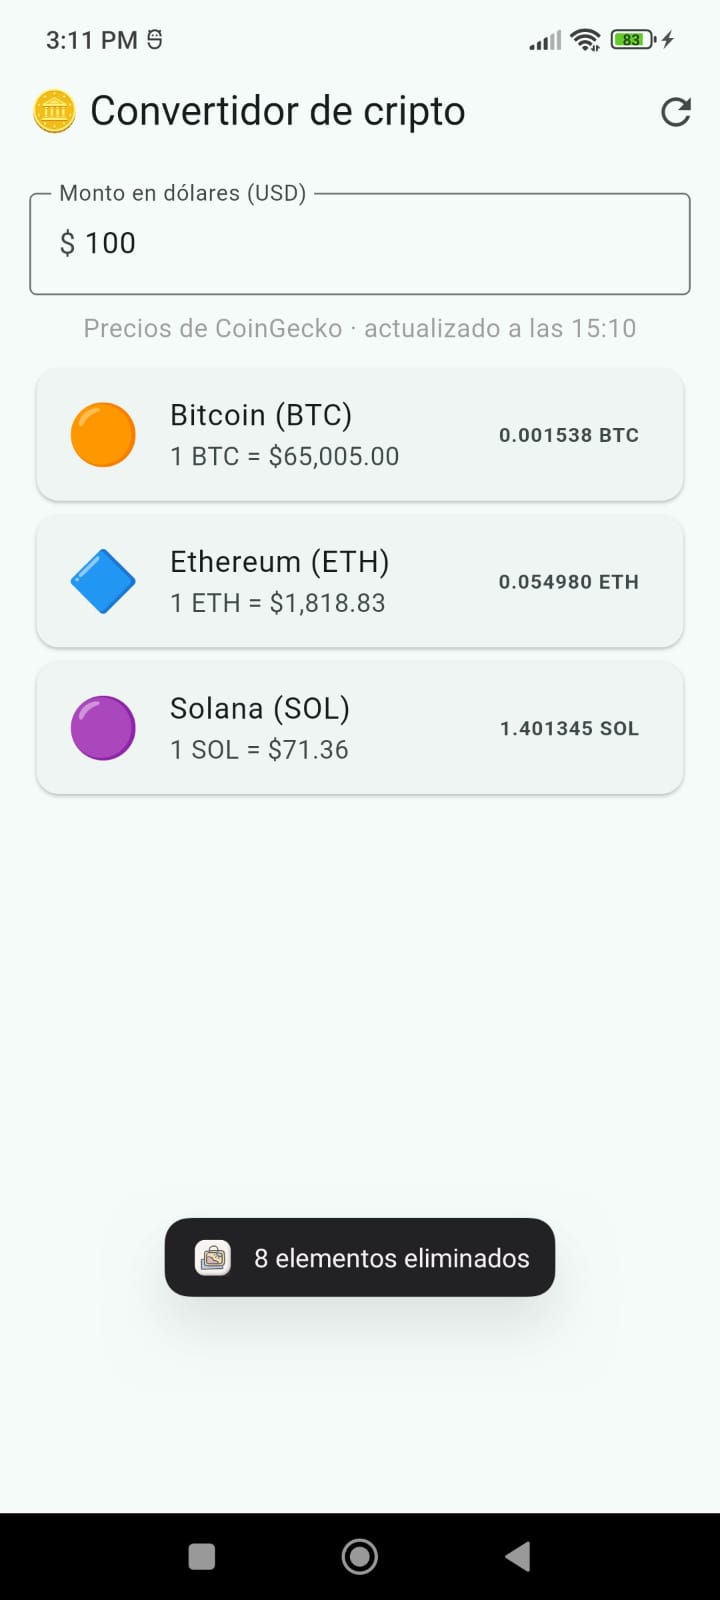 3:11 PM
83
Convertidor de cripto
Monto en dólares (USD)
$ 100
Precios de CoinGecko · actualizado a las 15:10
Bitcoin (BTC)
1 BTC = $65,005.00
0.001538 BTC
Ethereum (ETH)
1 ETH = $1,818.83
0.054980 ETH
Solana (SOL)
1 SOL = $71.36
1.401345 SOL
8 elementos eliminados